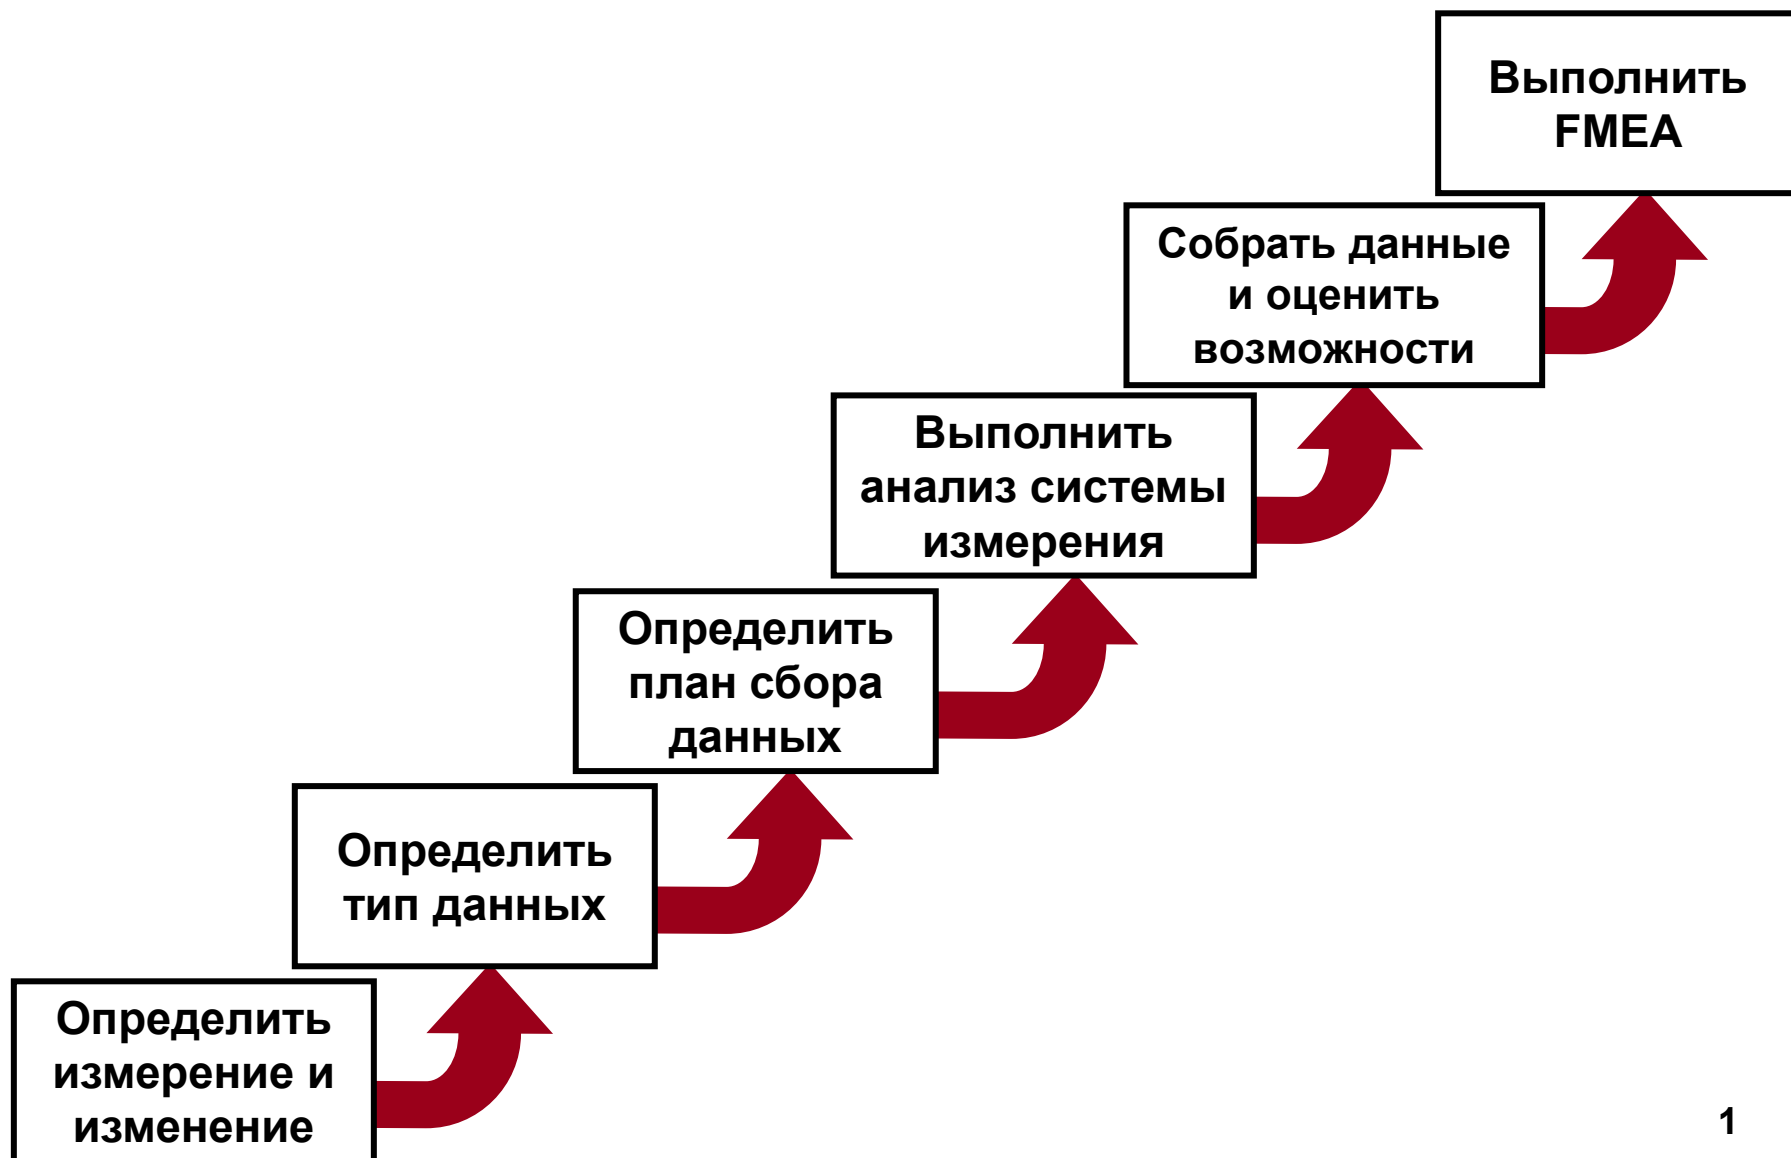 Выполнить
FMEA
Собрать данные
и оценить
возможности
Выполнить
анализ системы
измерения
Определить
план сбора
данных
Определить
тип данных
Определить
измерение и
изменение
1